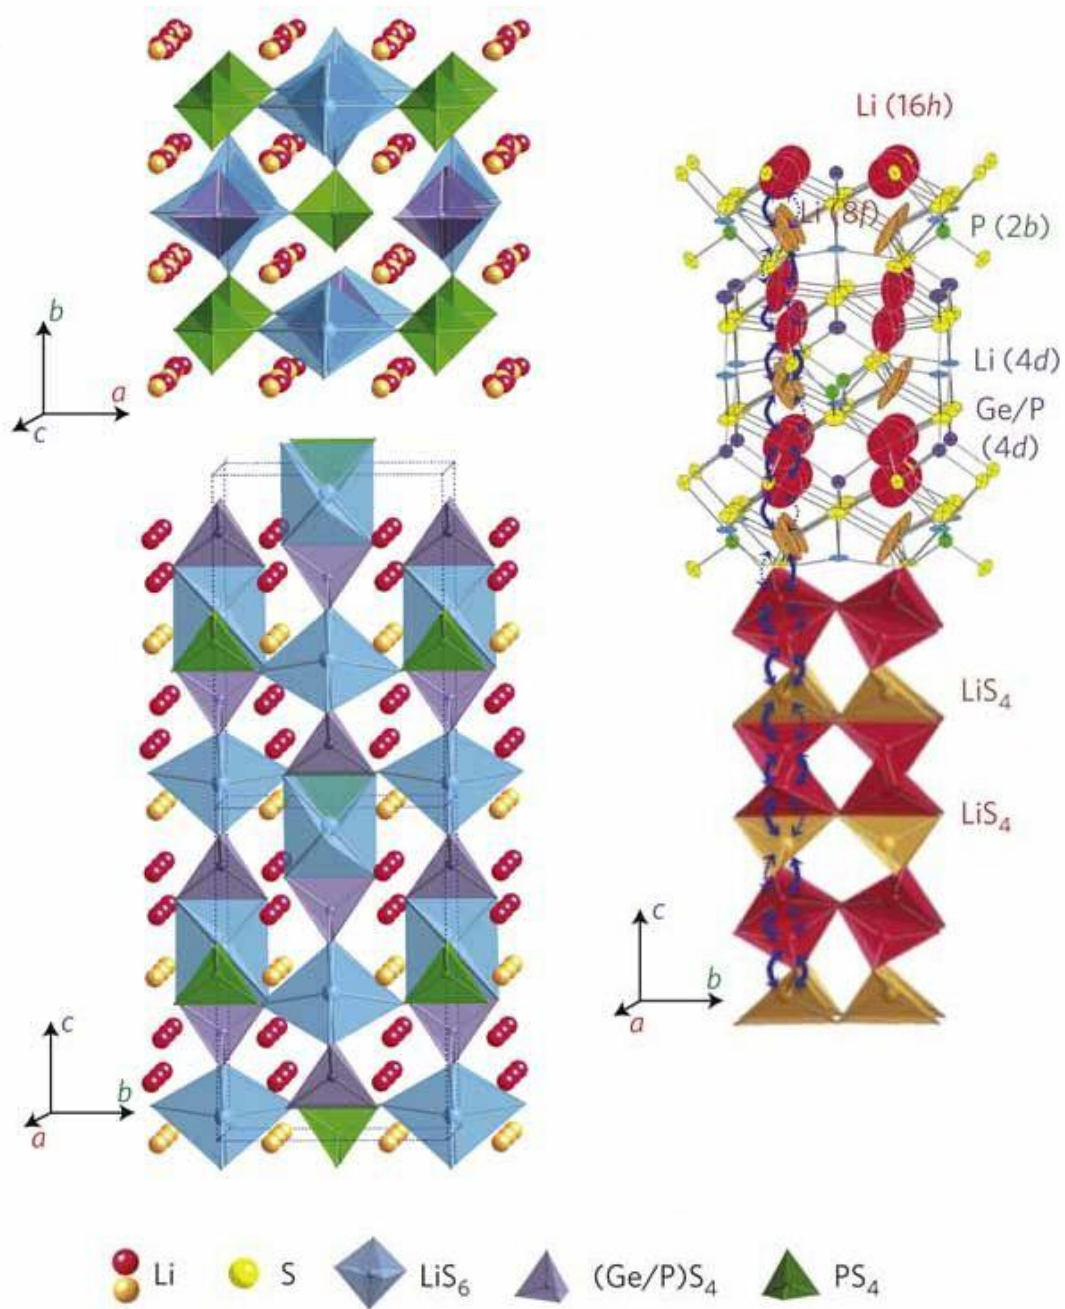 Li (16h)
Li (8f)
P (2b)
b
a
c
Li (4d)
Ge/P
(4d)
LiS₄
LiS₄
c
b
a
c
b
a
Li
S
LiS₆
(Ge/P)S₄
PS₄